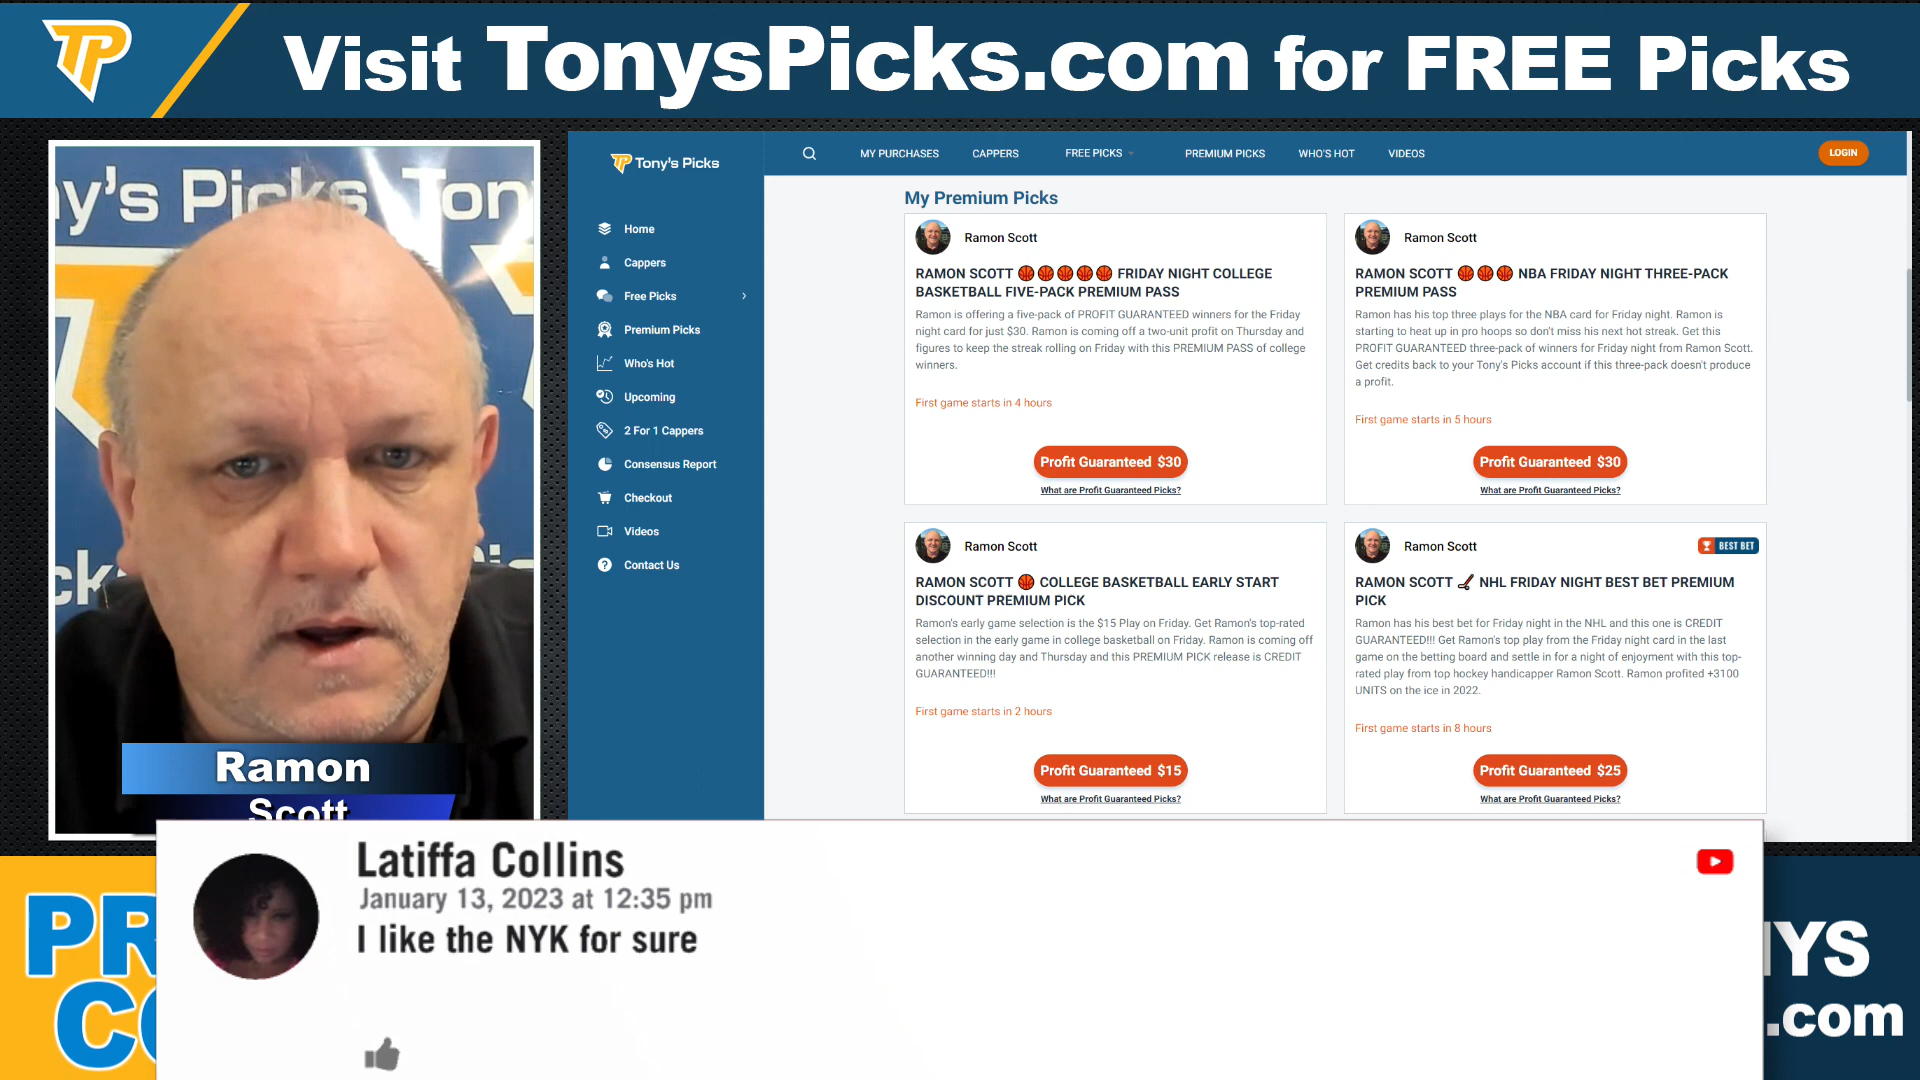 TP
Visit TonysPicks.com for FREE Picks
y's Picks Ton
Ramon
Scott
TP Tony's Picks
MY PURCHASES
CAPPERS
FREE PICKS
PREMIUM PICKS
WHO'S HOT
VIDEOS
LOGIN
Home
Cappers
Free Picks
Premium Picks
Who's Hot
Upcoming
2 For 1 Cappers
Consensus Report
Checkout
Videos
Contact Us
My Premium Picks
Ramon Scott
RAMON SCOTT 🏀🏀🏀🏀🏀 FRIDAY NIGHT COLLEGE
BASKETBALL FIVE-PACK PREMIUM PASS
Ramon is offering a five-pack of PROFIT GUARANTEED winners for the Friday
night card for just $30. Ramon is coming off a two-unit profit on Thursday and
figures to keep the streak rolling on Friday with this PREMIUM PASS of college
winners.
First game starts in 4 hours
Profit Guaranteed $30
What are Profit Guaranteed Picks?
Ramon Scott
RAMON SCOTT 🏀🏀🏀 NBA FRIDAY NIGHT THREE-PACK
PREMIUM PASS
Ramon has his top three plays for the NBA card for Friday night. Ramon is
starting to heat up in pro hoops so don't miss his next hot streak. Get this
PROFIT GUARANTEED three-pack of winners for Friday night from Ramon Scott.
Get credits back to your Tony's Picks account if this three-pack doesn't produce
a profit.
First game starts in 5 hours
Profit Guaranteed $30
What are Profit Guaranteed Picks?
Ramon Scott
RAMON SCOTT 🏀 COLLEGE BASKETBALL EARLY START
DISCOUNT PREMIUM PICK
Ramon's early game selection is the $15 Play on Friday. Get Ramon's top-rated
selection in the early game in college basketball on Friday. Ramon is coming off
another winning day and Thursday and this PREMIUM PICK release is CREDIT
GUARANTEED!!!
First game starts in 2 hours
Profit Guaranteed $15
What are Profit Guaranteed Picks?
Ramon Scott
BEST BET
RAMON SCOTT 🏒 NHL FRIDAY NIGHT BEST BET PREMIUM
PICK
Ramon has his best bet for Friday night in the NHL and this one is CREDIT
GUARANTEED!!! Get Ramon's top play from the Friday night card in the last
game on the betting board and settle in for a night of enjoyment with this top-
rated play from top hockey handicapper Ramon Scott. Ramon profited +3100
UNITS on the ice in 2022.
First game starts in 8 hours
Profit Guaranteed $25
What are Profit Guaranteed Picks?
Latiffa Collins
January 13, 2023 at 12:35 pm
I like the NYK for sure
PR
CO
NYS
.com